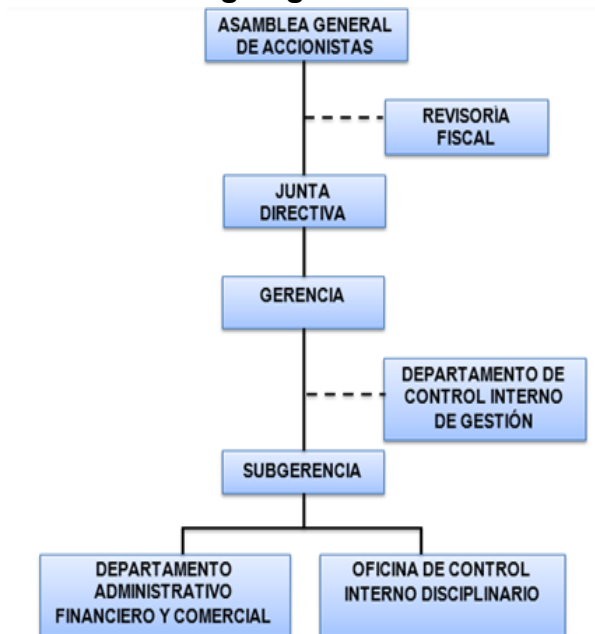 ASAMBLEA GENERAL
DE ACCIONISTAS
REVISORÌA
FISCAL
JUNTA
DIRECTIVA
GERENCIA
DEPARTAMENTO DE
CONTROL INTERNO
DE GESTIÓN
SUBGERENCIA
DEPARTAMENTO
ADMINISTRATIVO
FINANCIERO Y COMERCIAL
OFICINA DE CONTROL
INTERNO DISCIPLINARIO